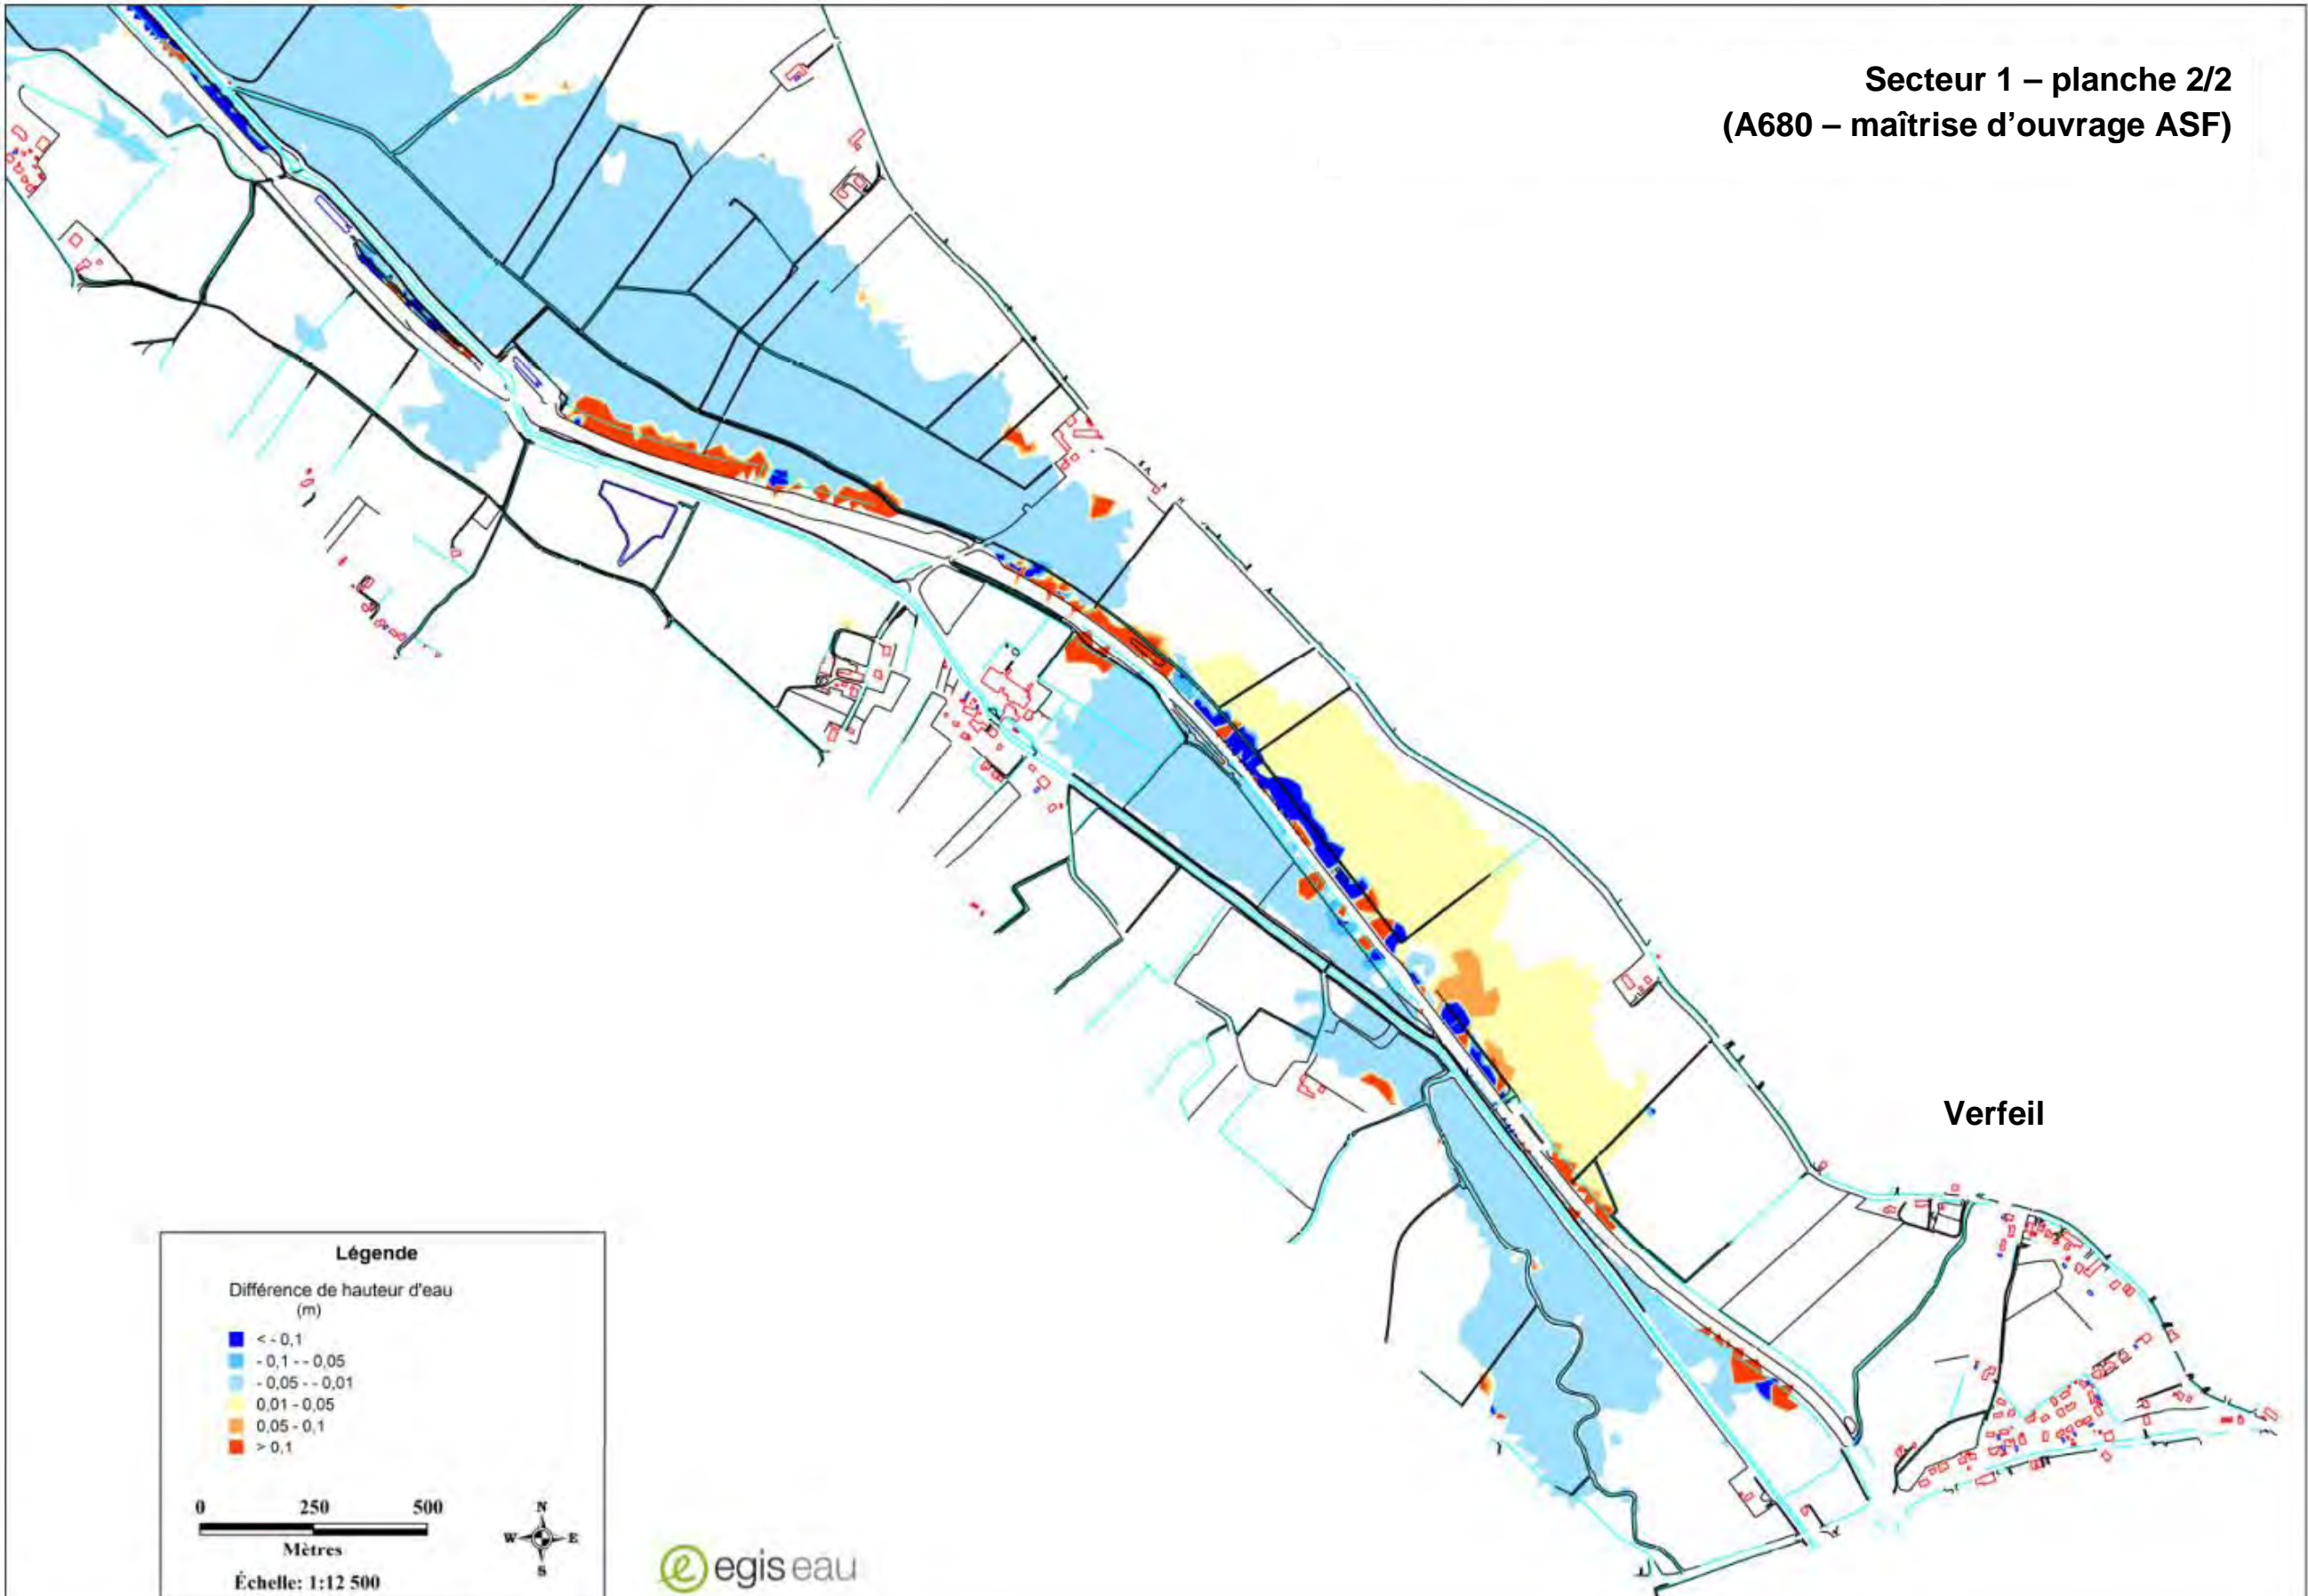 Secteur 1 – planche 2/2
(A680 – maîtrise d'ouvrage ASF)
Verfeil
Légende
Différence de hauteur d'eau
(m)
< - 0,1
- 0,1 - - 0,05
- 0,05 - - 0,01
0,01 - 0,05
0,05 - 0,1
> 0,1
0 250 500
Mètres
Échelle: 1:12 500
N
W E
S
egis eau